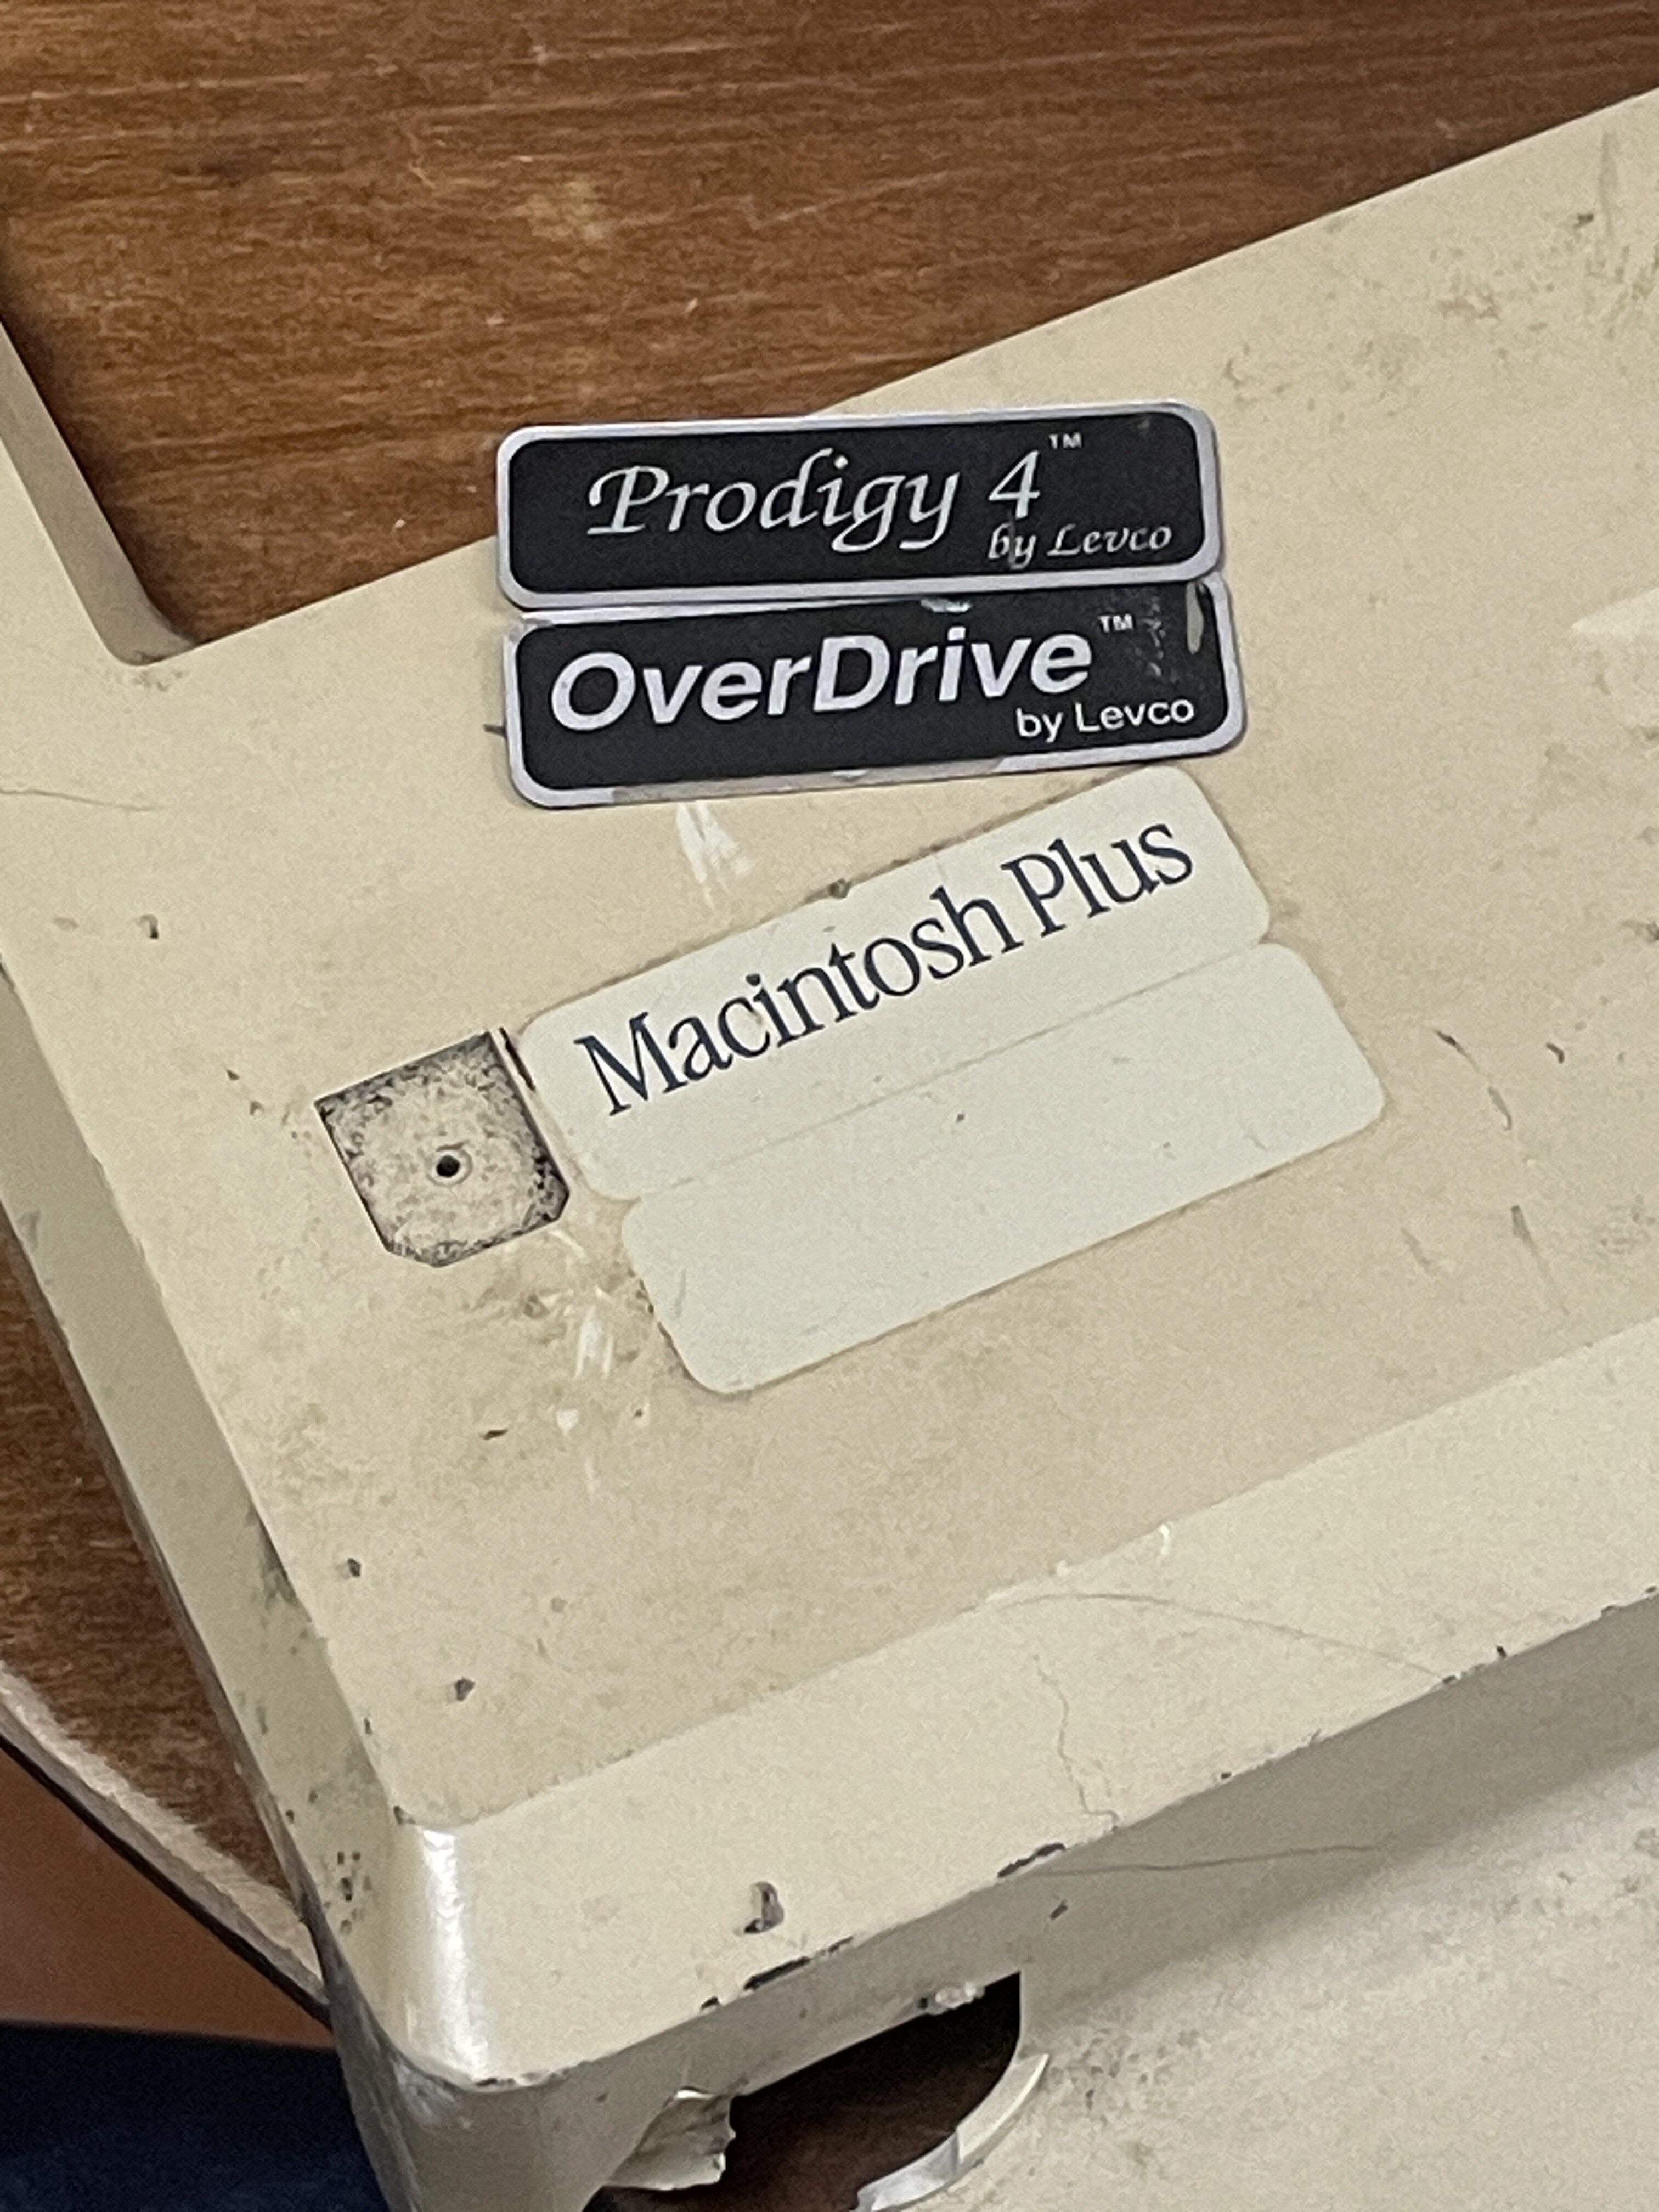 Prodigy 4™
by Levco
OverDrive™
by Levco
Macintosh Plus